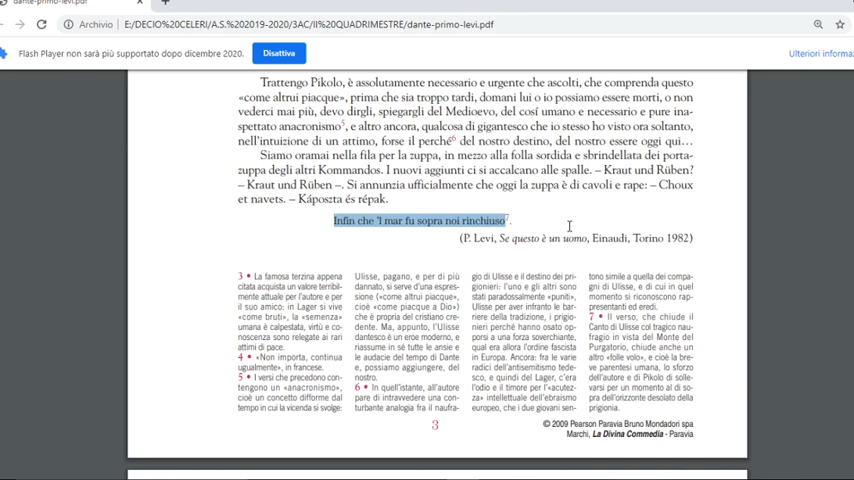 dante-primo-levi.pdf
Archivio | E:/DECIO%20CELERI/A.S.%202019-2020/3AC/II%20QUADRIMESTRE/dante-primo-levi.pdf
Flash Player non sarà più supportato dopo dicembre 2020. Disattiva Ulteriori informa
Trattengo Pikolo, è assolutamente necessario e urgente che ascolti, che comprenda questo
«come altrui piacque», prima che sia troppo tardi, domani lui o io possiamo essere morti, o non
vederci mai più, devo dirgli, spiegargli del Medioevo, del cosí umano e necessario e pure ina-
spettato anacronismo5, e altro ancora, qualcosa di gigantesco che io stesso ho visto ora soltanto,
nell'intuizione di un attimo, forse il perché6 del nostro destino, del nostro essere oggi qui…
Siamo oramai nella fila per la zuppa, in mezzo alla folla sordida e sbrindellata dei porta-
zuppa degli altri Kommandos. I nuovi aggiunti ci si accalcano alle spalle. – Kraut und Rüben?
– Kraut und Rüben –. Si annunzia ufficialmente che oggi la zuppa è di cavoli e rape: – Choux
et navets. – Káposzta és répak.
Infin che 'l mar fu sopra noi rinchiuso7.
(P. Levi, Se questo è un uomo, Einaudi, Torino 1982)
3 • La famosa terzina appena
citata acquista un valore terribil-
mente attuale per l'autore e per
il suo amico: in Lager si vive
«come bruti», la «semenza»
umana è calpestata, virtù e co-
noscenza sono relegate ai rari
attimi di pace.
4 • «Non importa, continua
ugualmente», in francese.
5 • I versi che precedono con-
tengono un «anacronismo»,
cioè un concetto difforme dal
tempo in cui la vicenda si svolge:
Ulisse, pagano, e per di più
dannato, si serve d'una espres-
sione («come altrui piacque»,
cioè «come piacque a Dio»)
che è propria del cristiano cre-
dente. Ma, appunto, l'Ulisse
dantesco è un eroe moderno, e
riassume in sé tutte le ansie e
le audacie del tempo di Dante
e, possiamo aggiungere, del
nostro.
6 • In quell'istante, all'autore
pare di intravvedere una con-
turbante analogia fra il naufra-
gio di Ulisse e il destino dei pri-
gionieri: l'uno e gli altri sono
stati paradossalmente «puniti»,
Ulisse per aver infranto le bar-
riere della tradizione, i prigio-
nieri perché hanno osato op-
porsi a una forza soverchiante,
qual era allora l'ordine fascista
in Europa. Ancora: fra le varie
radici dell'antisemitismo tede-
sco, e quindi del Lager, c'era
l'odio e il timore per l'«acutez-
za» intellettuale dell'ebraismo
europeo, che i due giovani sen-
tono simile a quella dei compa-
gni di Ulisse, e di cui in quel
momento si riconoscono rap-
presentanti ed eredi.
7 • Il verso, che chiude il
Canto di Ulisse col tragico nau-
fragio in vista del Monte del
Purgatorio, chiude anche un
altro «folle volo», e cioè la bre-
ve parentesi umana, lo sforzo
dell'autore e di Pikolo di solle-
varsi per un momento al di so-
pra dell'orizzonte desolato della
prigionia.
3
© 2009 Pearson Paravia Bruno Mondadori spa
Marchi, La Divina Commedia - Paravia